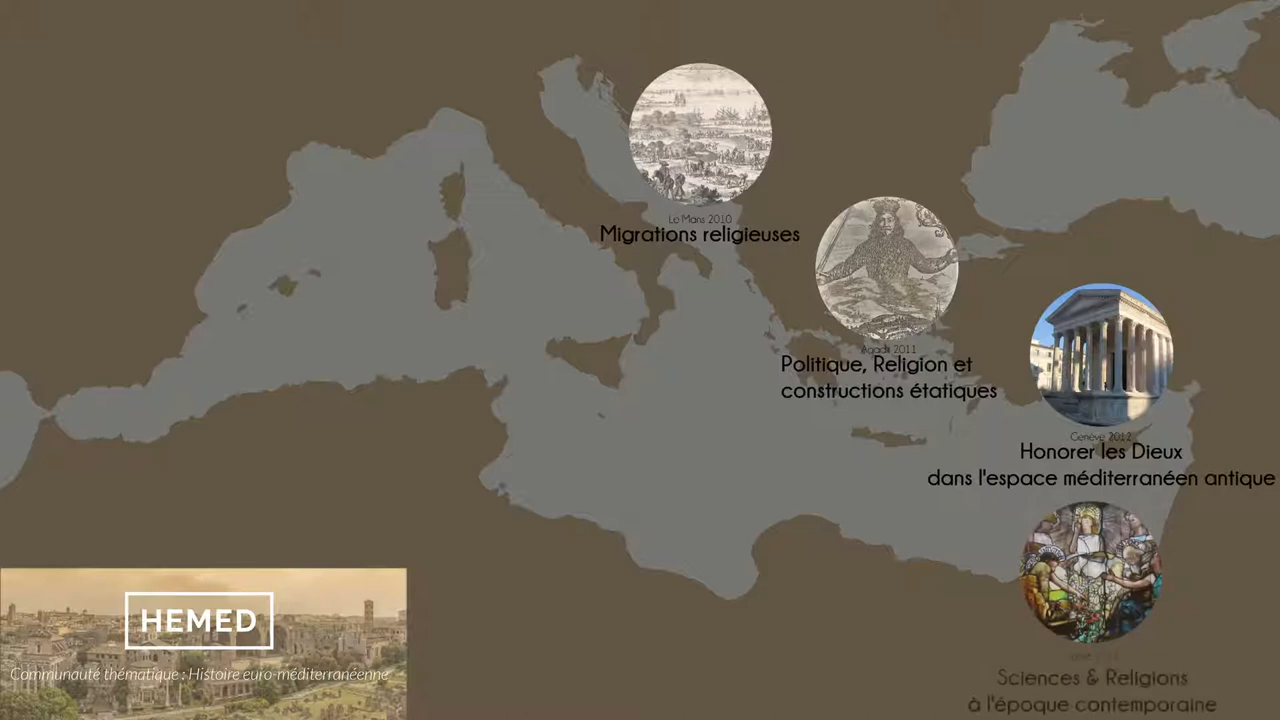 Le Mans 2010
Migrations religieuses
Agadir 2011
Politique, Religion et
constructions étatiques
Genève 2012
Honorer les Dieux
dans l'espace méditerranéen antique
Sciences & Religions
à l'époque contemporaine
HEMED
Communauté thématique : Histoire euro-méditerranéenne